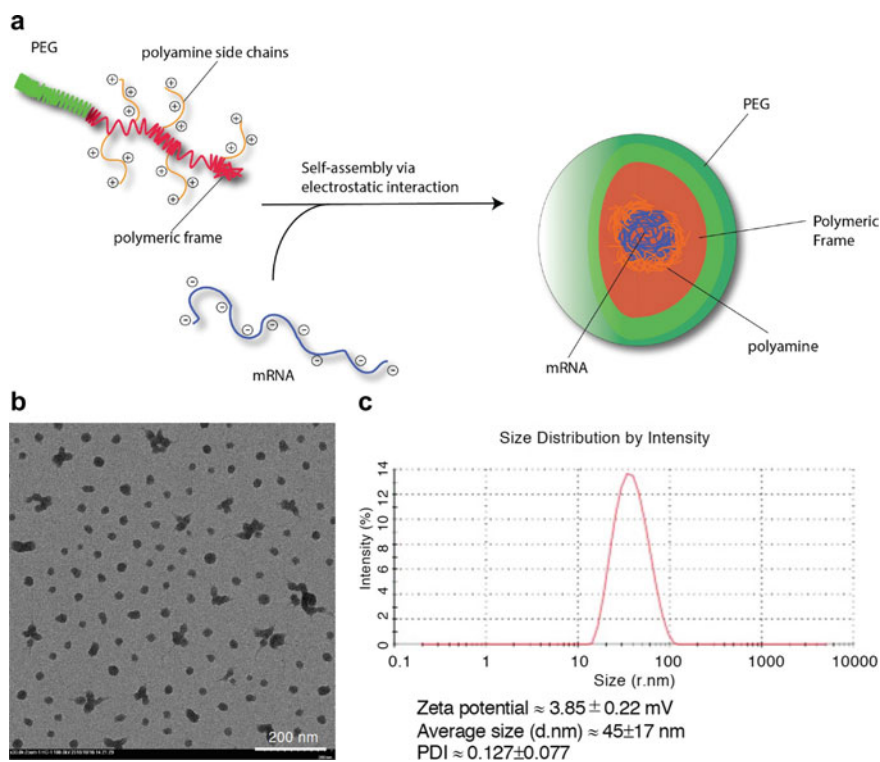 a
PEG
polyamine side chains
polymeric frame
Self-assembly via
electrostatic interaction
mRNA
PEG
Polymeric
Frame
polyamine
mRNA
b
200 nm
c
Size Distribution by Intensity
Intensity (%)
14
12
10
8
6
4
2
0
0.1 1 10 100 1000 10000
Size (r.nm)
Zeta potential ≈ 3.85 ± 0.22 mV
Average size (d.nm) ≈ 45±17 nm
PDI ≈ 0.127±0.077